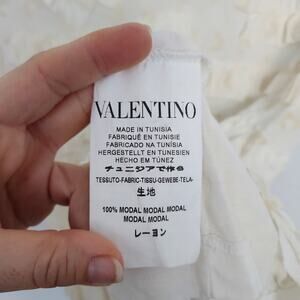 VALENTINO
MADE IN TUNISIA
FABRIQUÉ EN TUNISIE
FABRICADO NA TUNÍSIA
HERGESTELLT EN TUNESIEN
HECHO EM TÚNEZ
チュニジアで作る
TESSUTO-FABRIC-TISSU-GEWEBE-TELA-
生地
100% MODAL MODAL MODAL
MODAL MODAL
レーヨン